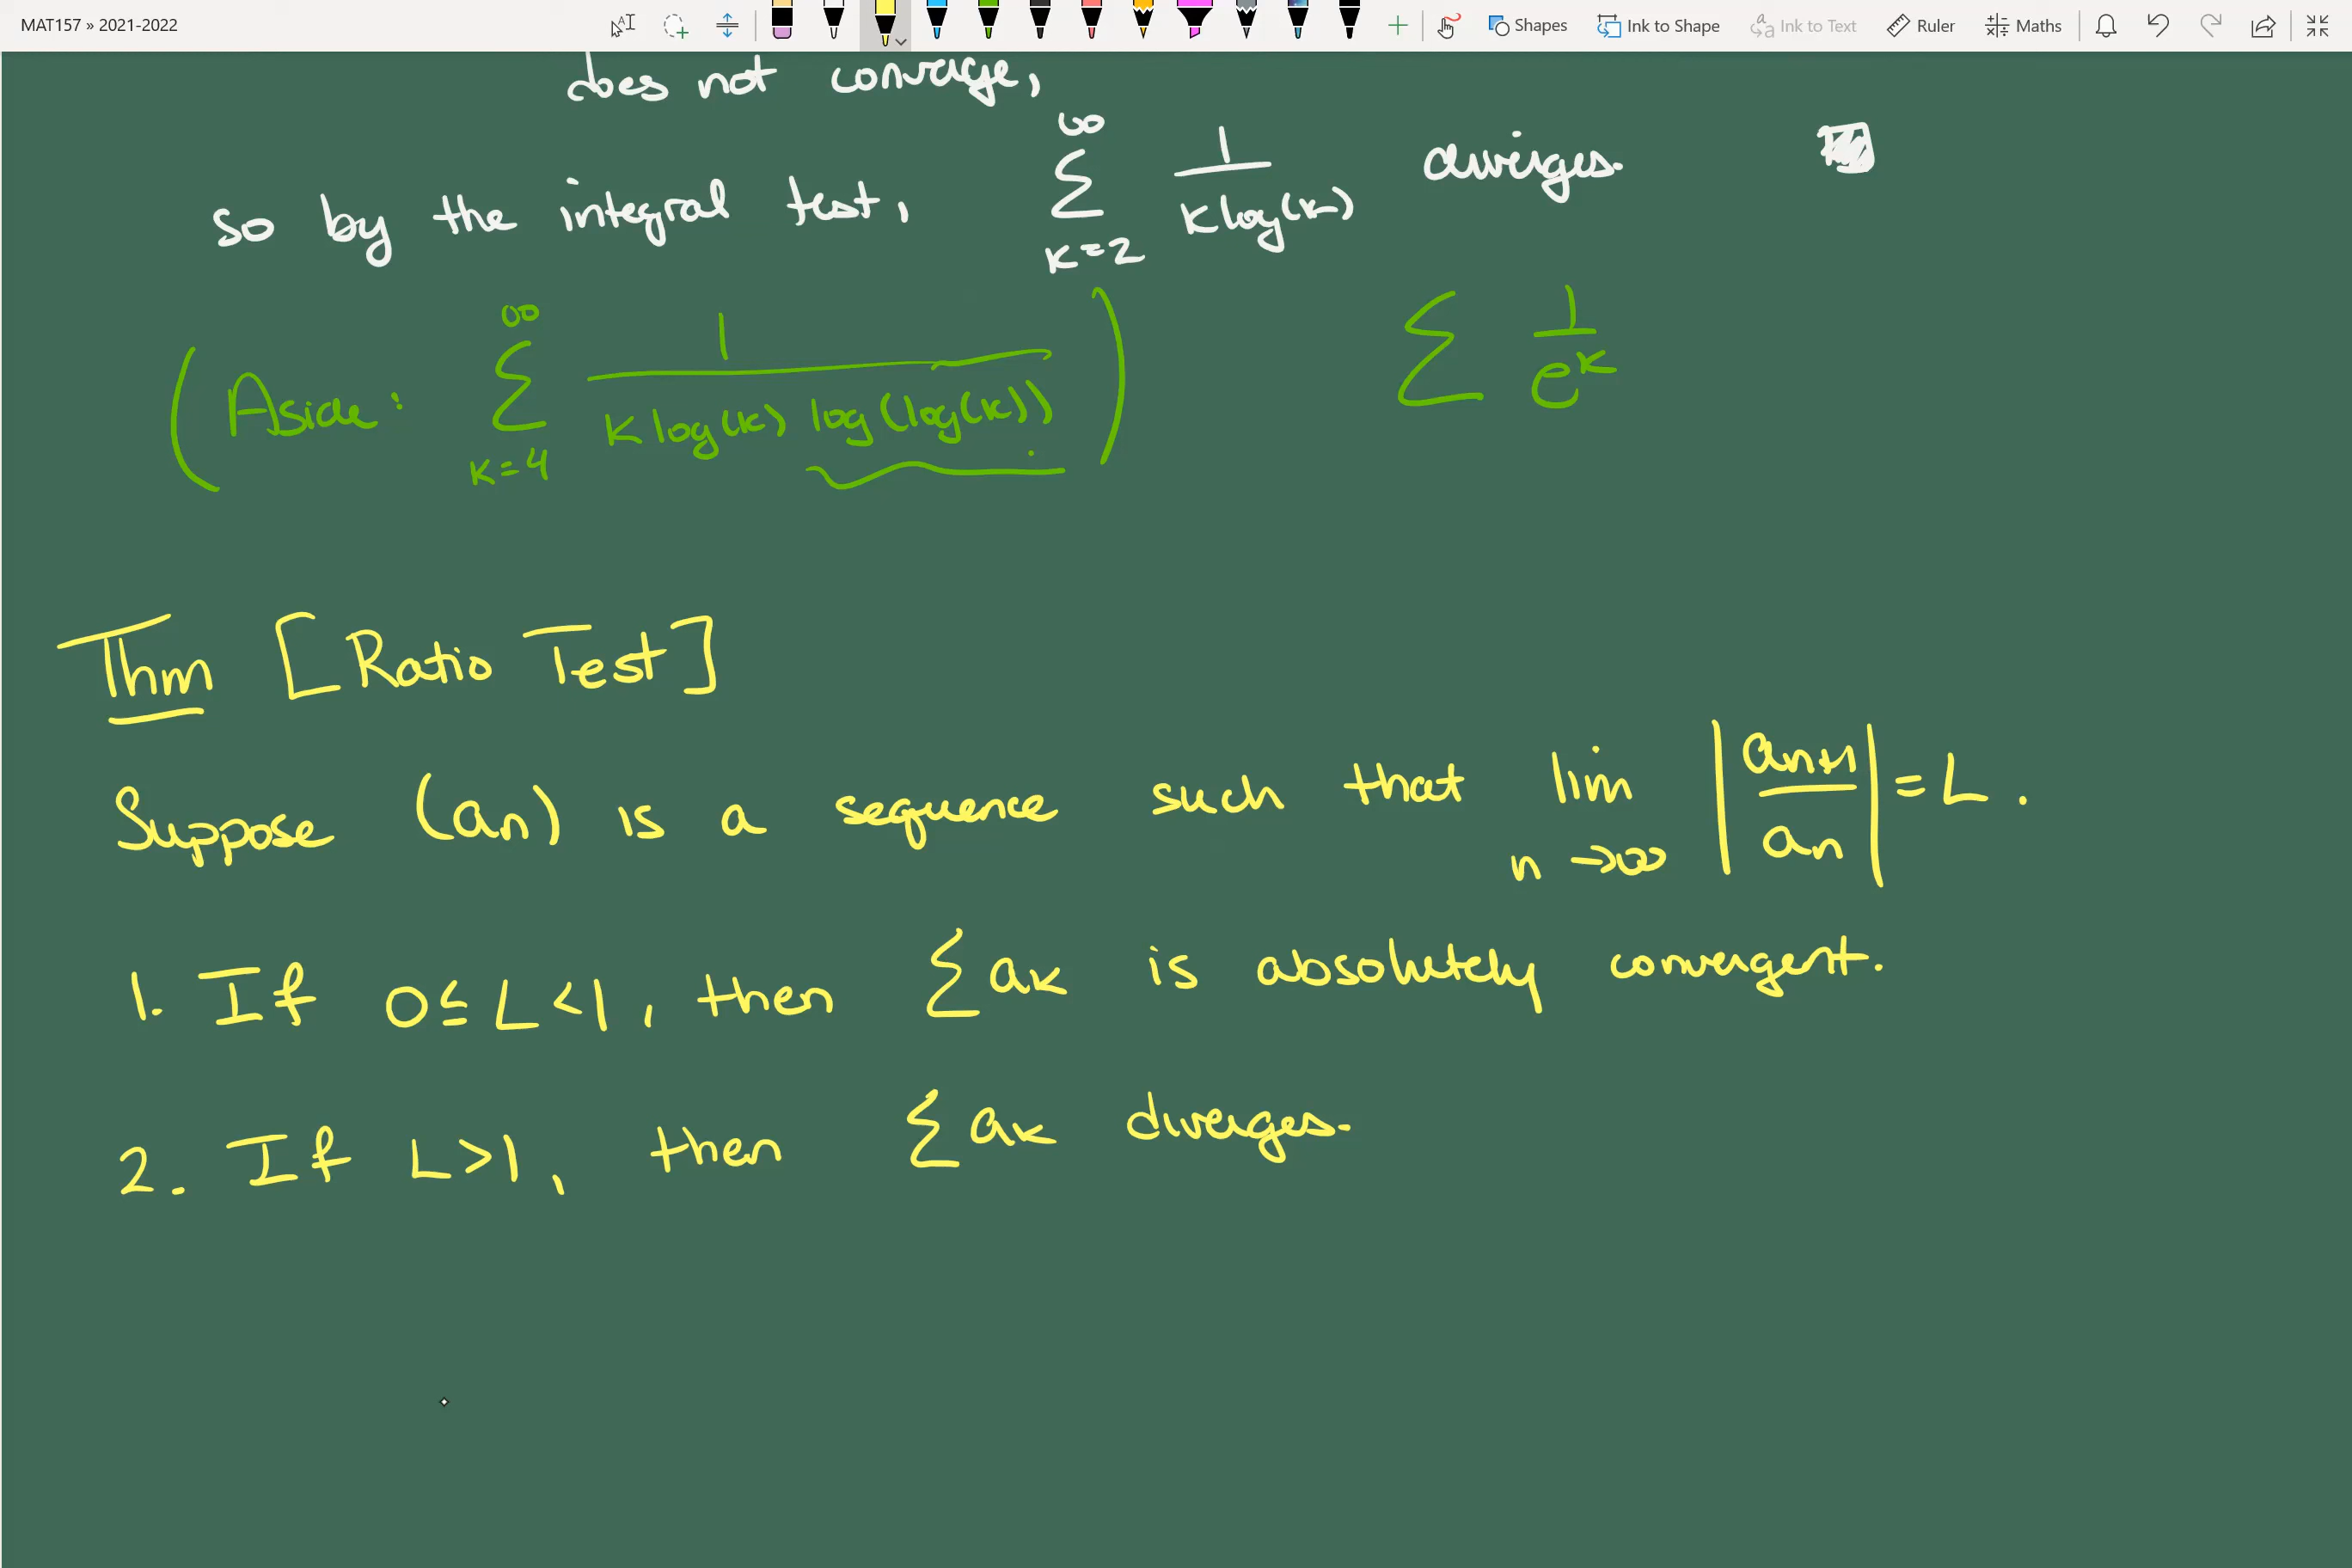 MAT157 » 2021-2022
Shapes Ink to Shape Ink to Text Ruler Maths
does not converge,
so by the integral test, ∞ ∑ k=2 1/(k log(k)) diverges.
(Aside: ∞ ∑ k=4 1/(k log(k) log(log(k)))) ∑ 1/e^k
Thm [Ratio Test]
Suppose (an) is a sequence such that lim n→∞ |an+1/an| = L.
1. If 0≤L<1, then ∑ak is absolutely convergent.
2. If L>1, then ∑ak diverges.